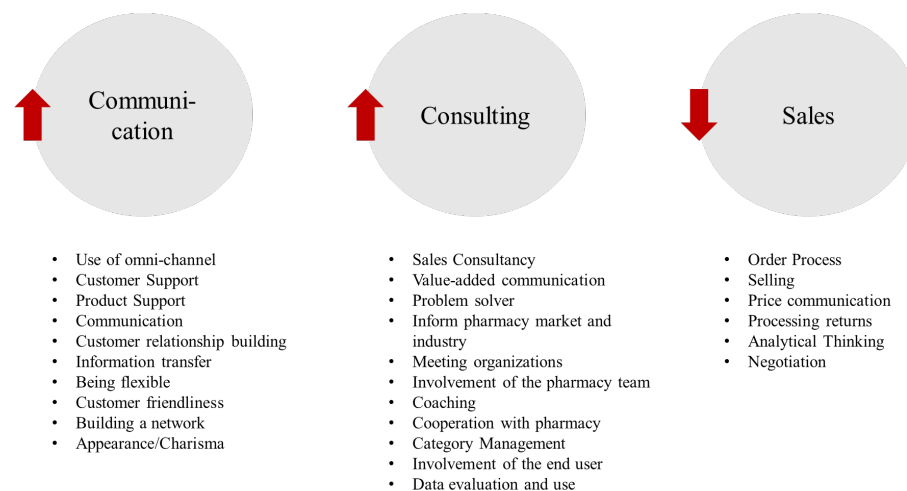 Communi-
cation
Consulting
Sales
• Use of omni-channel
• Customer Support
• Product Support
• Communication
• Customer relationship building
• Information transfer
• Being flexible
• Customer friendliness
• Building a network
• Appearance/Charisma
• Sales Consultancy
• Value-added communication
• Problem solver
• Inform pharmacy market and
industry
• Meeting organizations
• Involvement of the pharmacy team
• Coaching
• Cooperation with pharmacy
• Category Management
• Involvement of the end user
• Data evaluation and use
• Order Process
• Selling
• Price communication
• Processing returns
• Analytical Thinking
• Negotiation